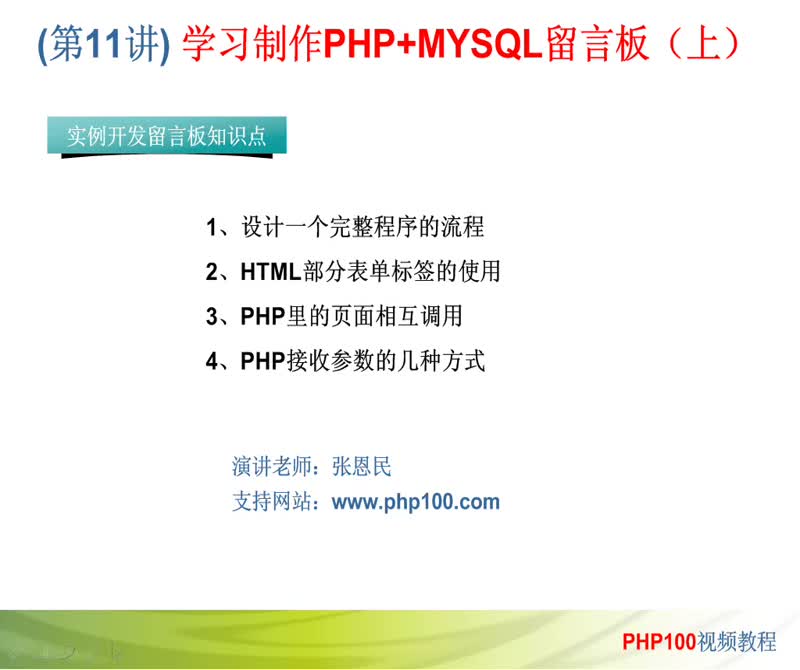 (第11讲) 学习制作PHP+MYSQL留言板（上）
实例开发留言板知识点
1、设计一个完整程序的流程
2、HTML部分表单标签的使用
3、PHP里的页面相互调用
4、PHP接收参数的几种方式
演讲老师：张恩民
支持网站：www.php100.com
PHP100视频教程